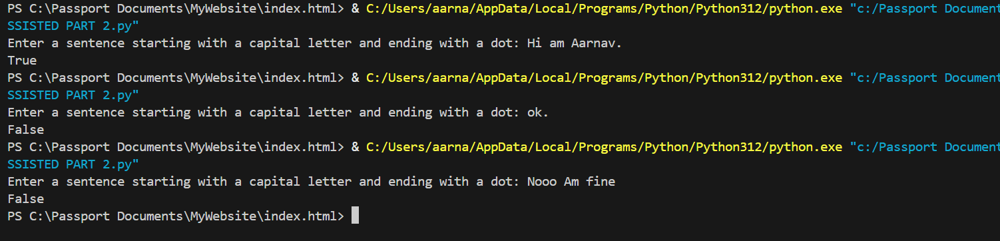 PS C:\Passport Documents\MyWebsite\index.html> & C:/Users/aarna/AppData/Local/Programs/Python/Python312/python.exe "c:/Passport Document
SSISTED PART 2.py"
Enter a sentence starting with a capital letter and ending with a dot: Hi am Aarnav.
True
PS C:\Passport Documents\MyWebsite\index.html> & C:/Users/aarna/AppData/Local/Programs/Python/Python312/python.exe "c:/Passport Document
SSISTED PART 2.py"
Enter a sentence starting with a capital letter and ending with a dot: ok.
False
PS C:\Passport Documents\MyWebsite\index.html> & C:/Users/aarna/AppData/Local/Programs/Python/Python312/python.exe "c:/Passport Document
SSISTED PART 2.py"
Enter a sentence starting with a capital letter and ending with a dot: Nooo Am fine
False
PS C:\Passport Documents\MyWebsite\index.html>